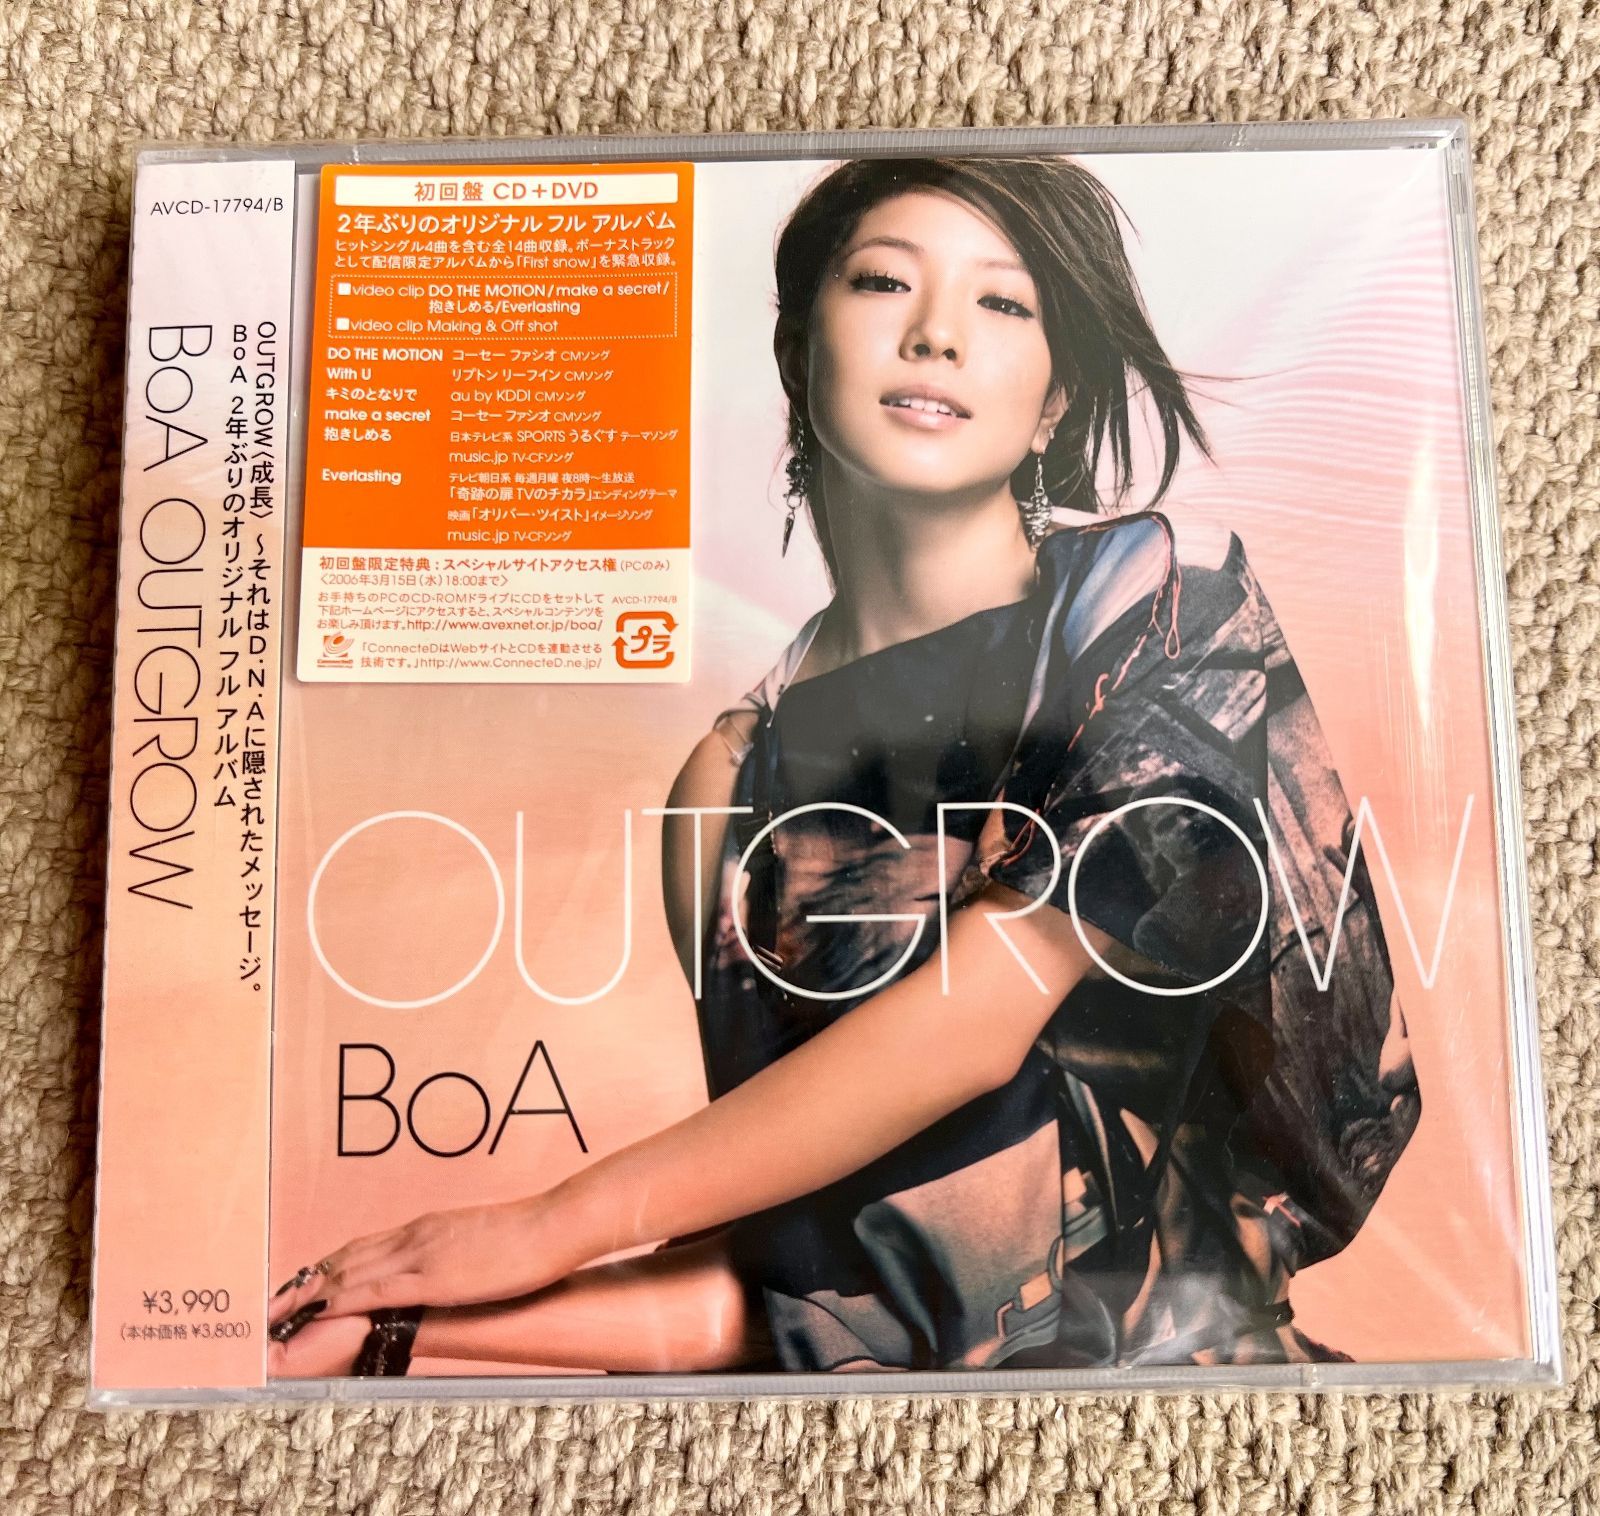 AVCD-17794/B
OUTGROW〈成長〉 〜それはD.N.Aに隠されたメッセージ。
BoA 2年ぶりのオリジナル フル アルバム
BoA OUTGROW
¥3,990
(本体価格 ¥3,800)
初回盤 CD+DVD
2年ぶりのオリジナル フル アルバム
ヒットシングル4曲を含む全14曲収録。ボーナストラック
として配信限定アルバムから「First snow」を緊急収録。
■video clip DO THE MOTION/make a secret/
抱きしめる/Everlasting
■video clip Making & Off shot
DO THE MOTION コーセー ファシオ CMソング
With U リプトン リーフイン CMソング
キミのとなりで au by KDDI CMソング
make a secret コーセー ファシオ CMソング
抱きしめる 日本テレビ系 SPORTS うるぐす テーマソング
music.jp TV-CFソング
Everlasting テレビ朝日系 毎週月曜 夜8時〜生放送
「奇跡の扉 TVのチカラ」エンディングテーマ
映画「オリバー・ツイスト」イメージソング
music.jp TV-CFソング
初回盤限定特典:スペシャルサイトアクセス権(PCのみ)
<2006年3月15日(水)18:00まで>
お手持ちのPCのCD-ROMドライブにCDをセットして
下記ホームページにアクセスすると、スペシャルコンテンツを
お楽しみ頂けます。http://www.avexnet.or.jp/boa/
AVCD-17794/B
プラ
ConnecteD
「ConnecteDはWebサイトとCDを連動させる
技術です。」http://www.ConnecteD.ne.jp/
OUTGROW
BoA